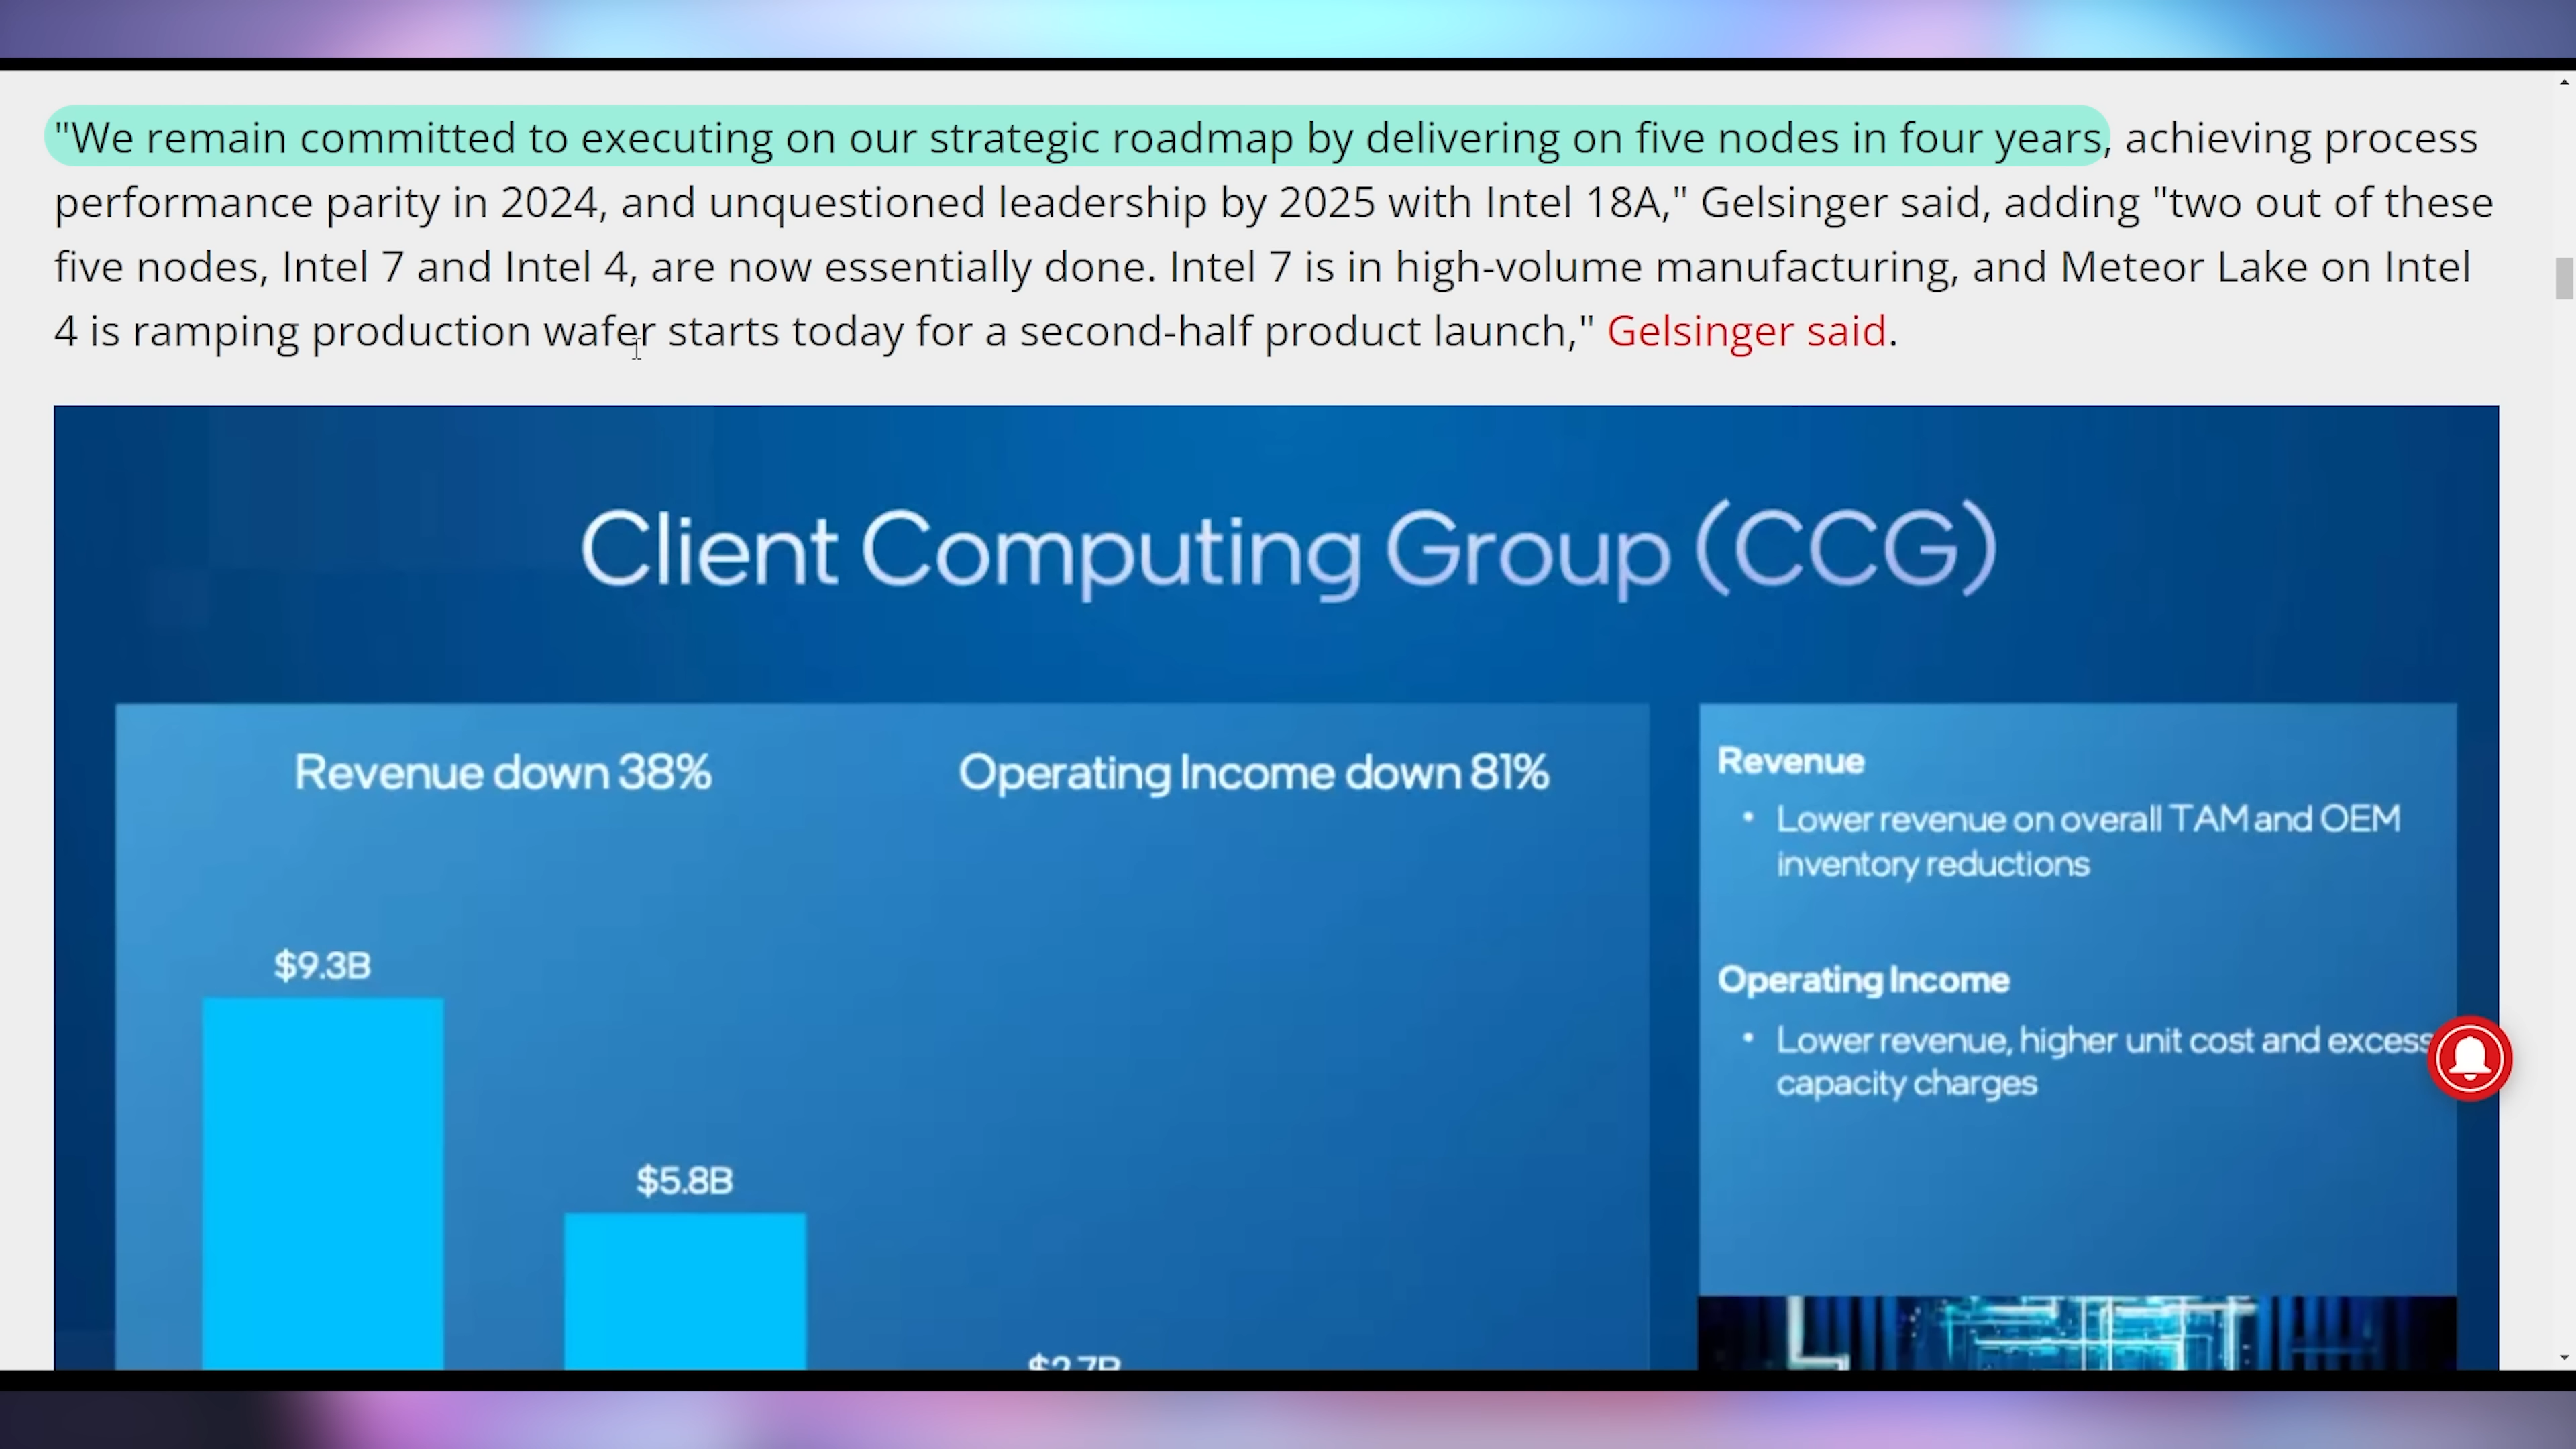 "We remain committed to executing on our strategic roadmap by delivering on five nodes in four years, achieving process
performance parity in 2024, and unquestioned leadership by 2025 with Intel 18A," Gelsinger said, adding "two out of these
five nodes, Intel 7 and Intel 4, are now essentially done. Intel 7 is in high-volume manufacturing, and Meteor Lake on Intel
4 is ramping production wafer starts today for a second-half product launch," Gelsinger said.
Client Computing Group (CCG)
Revenue down 38%
Operating Income down 81%
$9.3B
$5.8B
$2.7B
Revenue
• Lower revenue on overall TAM and OEM
inventory reductions
Operating Income
• Lower revenue, higher unit cost and excess
capacity charges